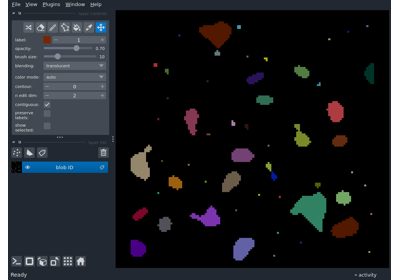 File View Plugins Window Help
label: 1
opacity: 0.70
brush size: 10
blending: translucent
color mode: auto
contour: 0
n edit dim: 2
contiguous:
preserve
labels:
show
selected:
blob ID
Ready
activity